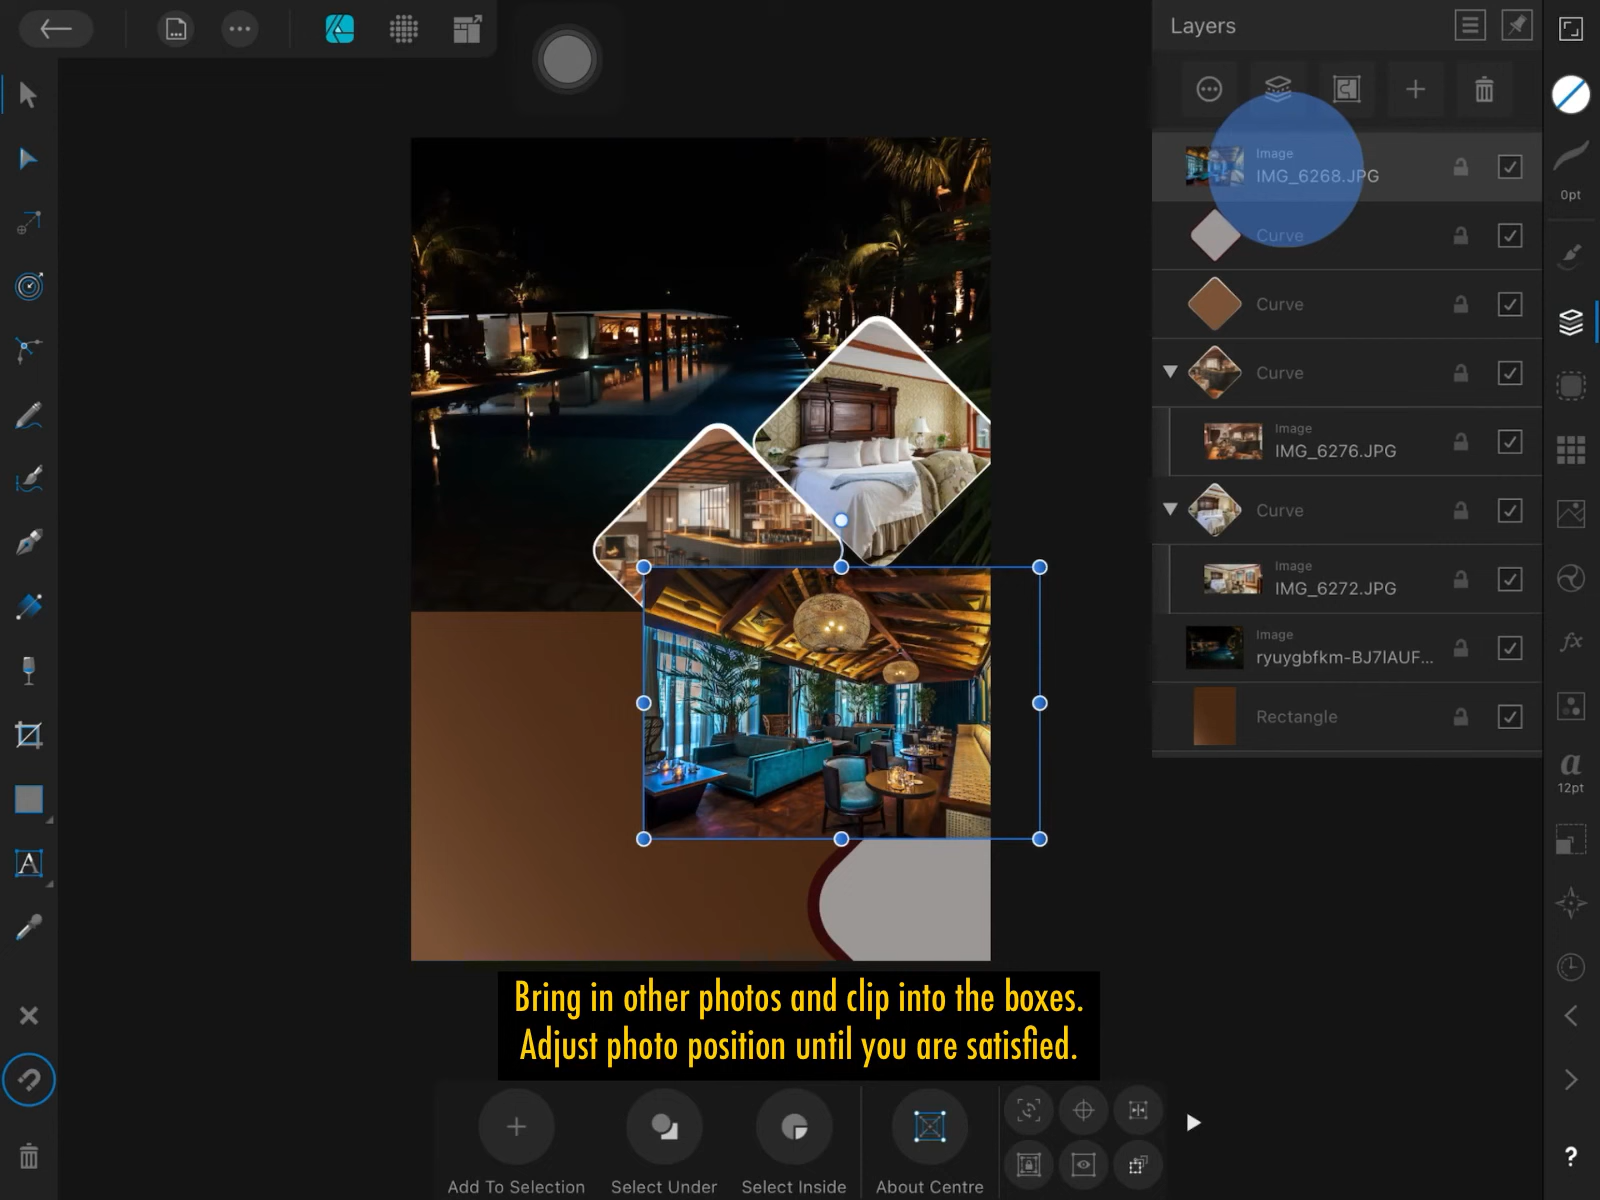 Layers
Image
IMG_6268.JPG
0pt
Curve
Curve
Curve
Image
IMG_6276.JPG
Curve
Image
IMG_6272.JPG
Image
ryuygbfkm-BJ7lAUF...
Rectangle
a
12pt
fx
A
Bring in other photos and clip into the boxes.
Adjust photo position until you are satisfied.
?
Add To Selection
Select Under
Select Inside
About Centre